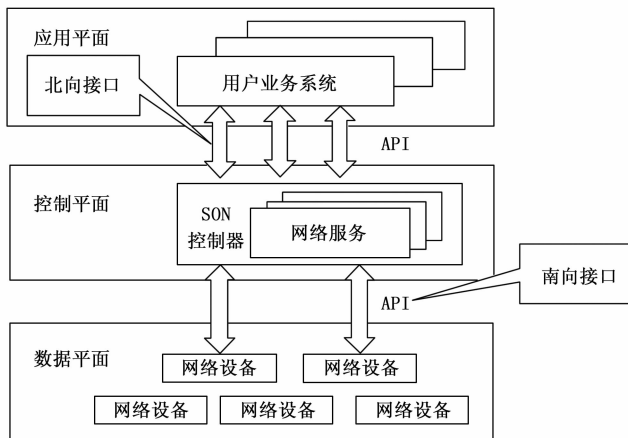 应用平面
北向接口
用户业务系统
API
控制平面
SON
控制器
网络服务
API
南向接口
数据平面
网络设备
网络设备
网络设备
网络设备
网络设备